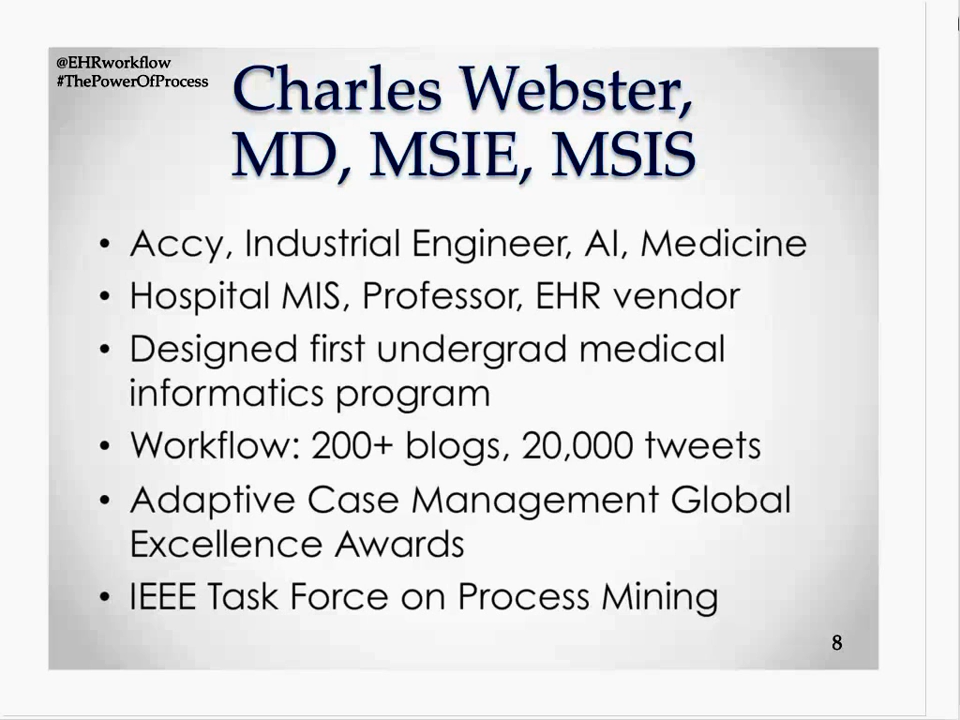 @EHRworkflow
#ThePowerOfProcess
Charles Webster,
MD, MSIE, MSIS
• Accy, Industrial Engineer, AI, Medicine
• Hospital MIS, Professor, EHR vendor
• Designed first undergrad medical
informatics program
• Workflow: 200+ blogs, 20,000 tweets
• Adaptive Case Management Global
Excellence Awards
• IEEE Task Force on Process Mining
8